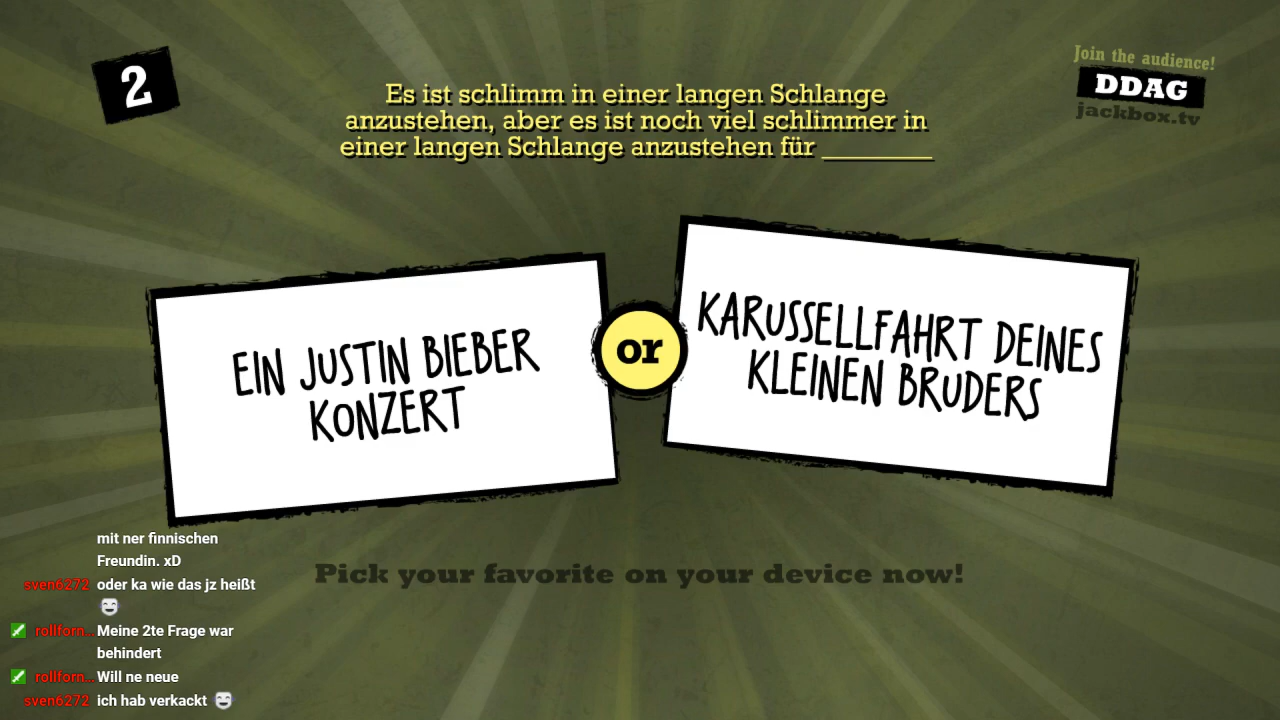 2
Join the audience!
DDAG
jackbox.tv
Es ist schlimm in einer langen Schlange
anzustehen, aber es ist noch viel schlimmer in
einer langen Schlange anzustehen für ________
EIN JUSTIN BIEBER
KONZERT
or
KARUSSELLFAHRT DEINES
KLEINEN BRUDERS
Pick your favorite on your device now!
mit ner finnischen
Freundin. xD
sven6272 oder ka wie das jz heißt
rollforn... Meine 2te Frage war
behindert
rollforn... Will ne neue
sven6272 ich hab verkackt